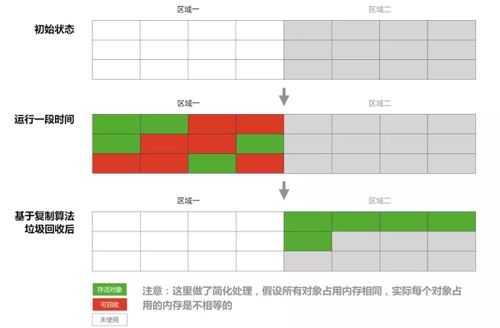 区域一
区域二
初始状态
区域一
区域二
运行一段时间
区域一
区域二
基于复制算法
垃圾回收后
存活对象
可回收
未使用
注意：这里做了简化处理，假设所有对象占用内存相同，实际每个对象占
用的内存是不相等的